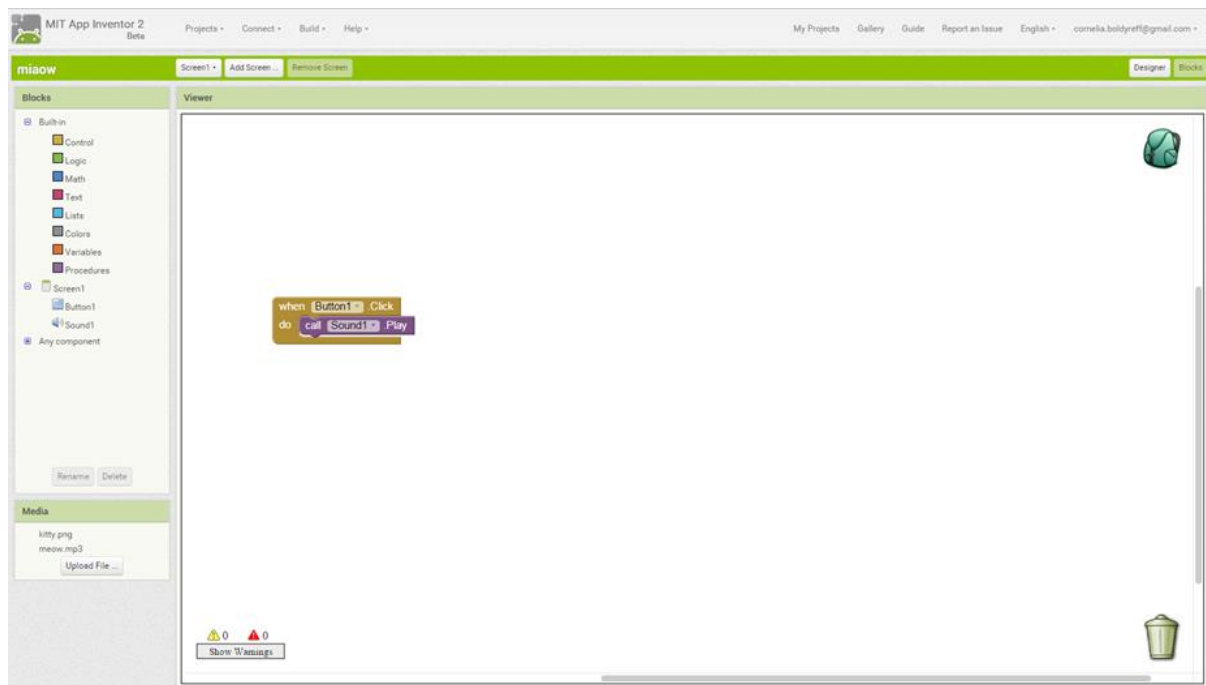 MIT App Inventor 2
Beta
Projects Connect Build Help
My Projects Gallery Guide Report an Issue English cornelia.boldyreff@gmail.com
miaow
Screen1 Add Screen ... Remove Screen
Designer Blocks
Blocks
Viewer
Built-in
Control
Logic
Math
Text
Lists
Colors
Variables
Procedures
Screen1
Button1
Sound1
Any component
when Button1 .Click
do call Sound1 .Play
Rename Delete
Media
kitty.png
meow.mp3
Upload File ...
0 0
Show Warnings